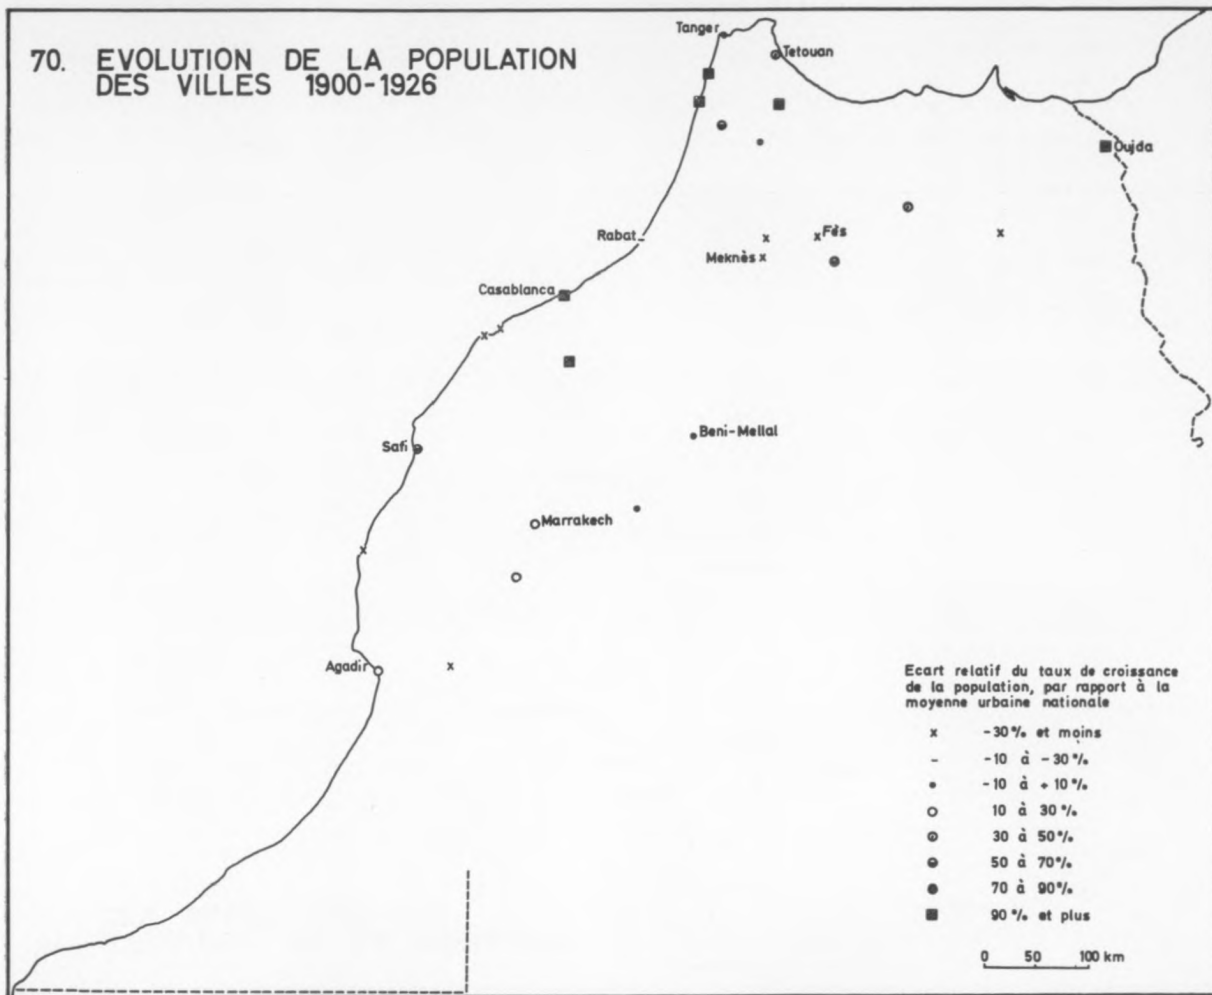 70. EVOLUTION DE LA POPULATION
DES VILLES 1900-1926
Tanger
Tetouan
Oujda
Rabat
Fès
Meknès
Casablanca
Beni-Mellal
Safi
Marrakech
Agadir
Ecart relatif du taux de croissance
de la population, par rapport à la
moyenne urbaine nationale
x -30% et moins
- -10 à -30%
-10 à +10%
10 à 30%
30 à 50%
50 à 70%
70 à 90%
90% et plus
0 50 100 km